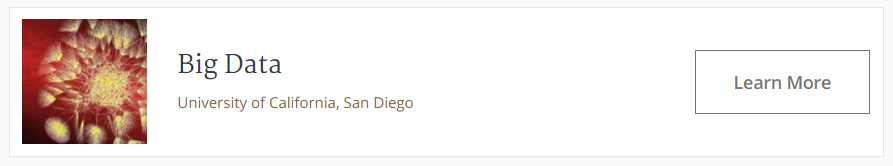 Big Data
University of California, San Diego
Learn More